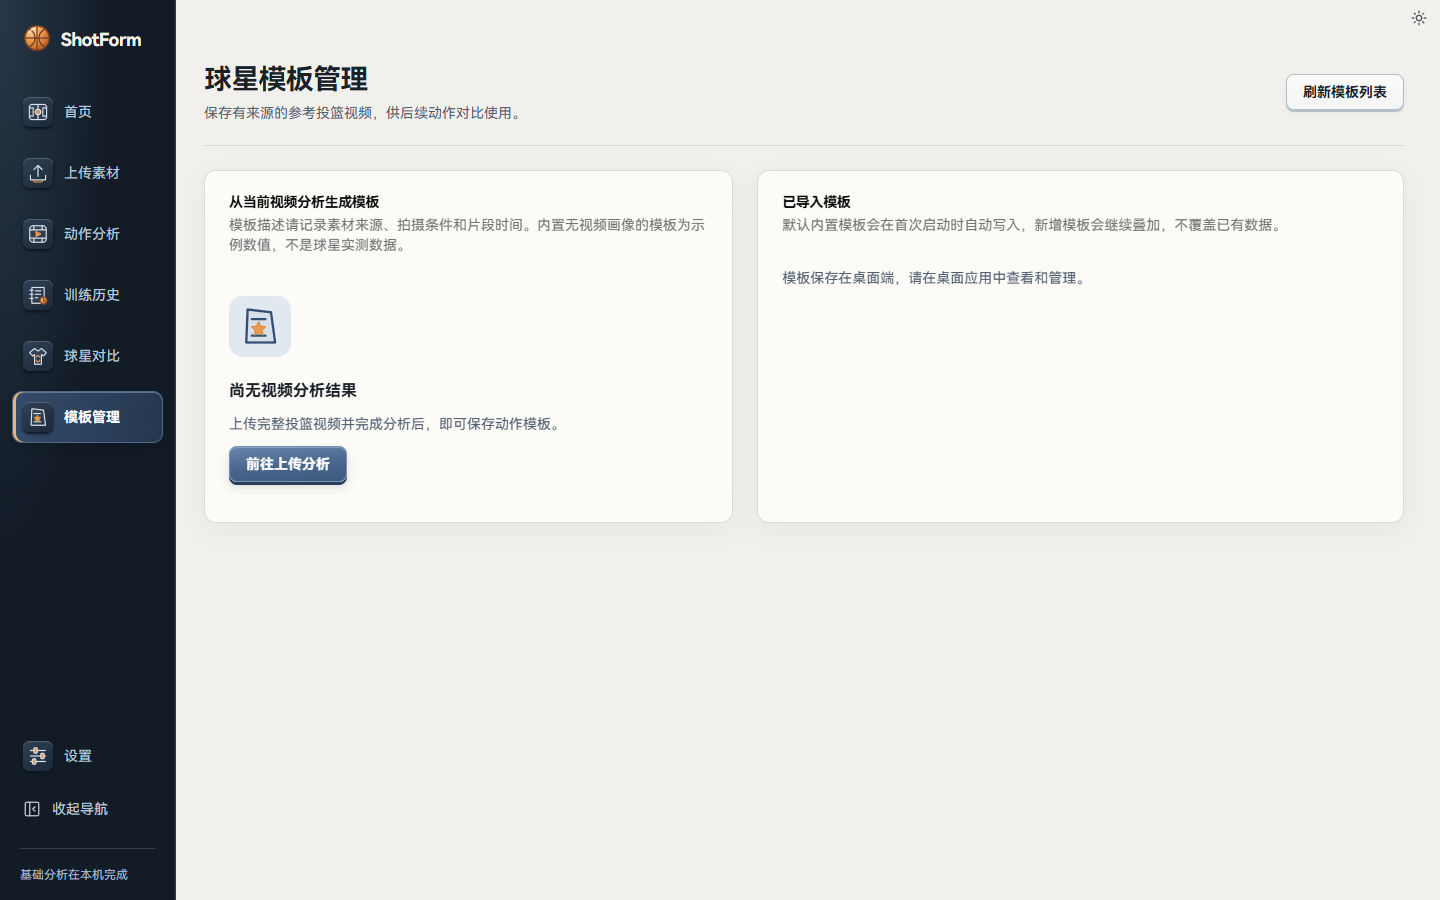 ShotForm
首页
上传素材
动作分析
训练历史
球星对比
模板管理
设置
收起导航
基础分析在本机完成
球星模板管理
保存有来源的参考投篮视频，供后续动作对比使用。
刷新模板列表
从当前视频分析生成模板
模板描述请记录素材来源、拍摄条件和片段时间。内置无视频画像的模板为示
例数值，不是球星实测数据。
尚无视频分析结果
上传完整投篮视频并完成分析后，即可保存动作模板。
前往上传分析
已导入模板
默认内置模板会在首次启动时自动写入，新增模板会继续叠加，不覆盖已有数据。
模板保存在桌面端，请在桌面应用中查看和管理。